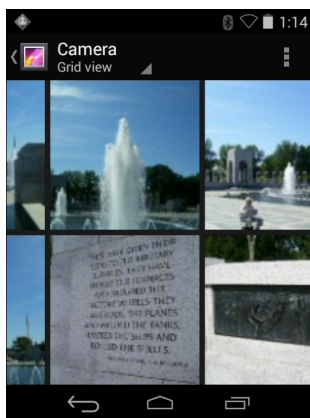 1:14
Camera
Grid view
THEY HAVE GIVEN THEIR
SONS TO THE MILITARY
SERVICES. THEY HAVE
STOKED THE FURNACES
AND HURRIED THE
FACTORY WHEELS. THEY
HAVE MADE THE PLANES
AND WELDED THE TANKS,
RIVETED THE SHIPS AND
ROLLED THE SHELLS.